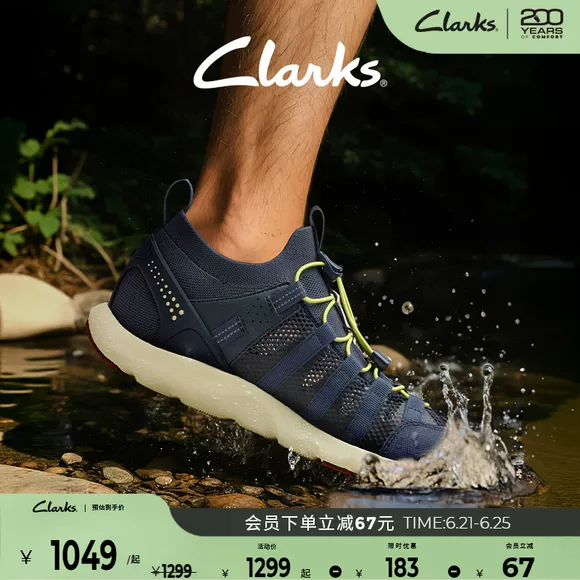 Clarks® | 200 YEARS OF COMFORT
Clarks®
Clarks. | 预估到手价
会员下单立减67元 TIME:6.21-6.25
¥ 1049 /起 ¥1299
活动价 限时优惠 会员立减
¥ 1299 起 - ¥ 183 - ¥ 67